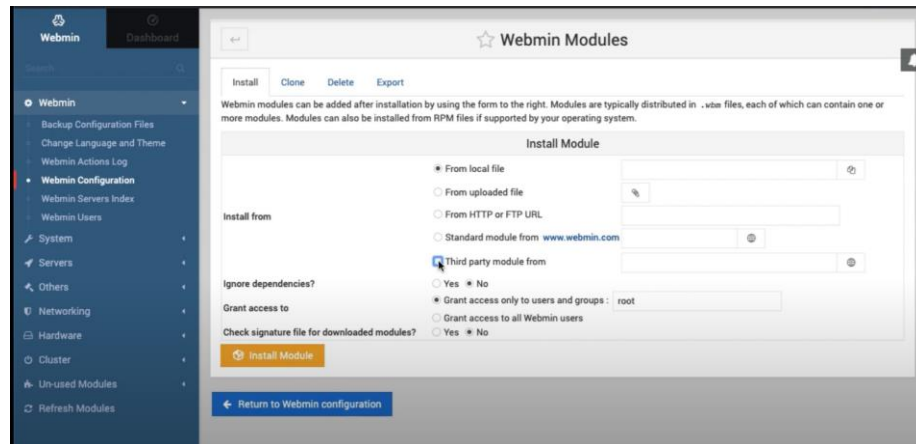 Webmin
Dashboard
Search
Webmin
Backup Configuration Files
Change Language and Theme
Webmin Actions Log
Webmin Configuration
Webmin Servers Index
Webmin Users
System
Servers
Others
Networking
Hardware
Cluster
Un-used Modules
Refresh Modules
Webmin Modules
Install Clone Delete Export
Webmin modules can be added after installation by using the form to the right. Modules are typically distributed in .wbm files, each of which can contain one or
more modules. Modules can also be installed from RPM files if supported by your operating system.
Install Module
Install from
From local file
From uploaded file
From HTTP or FTP URL
Standard module from www.webmin.com
Third party module from
Ignore dependencies? Yes No
Grant access to Grant access only to users and groups : root
Grant access to all Webmin users
Check signature file for downloaded modules? Yes No
Install Module
Return to Webmin configuration